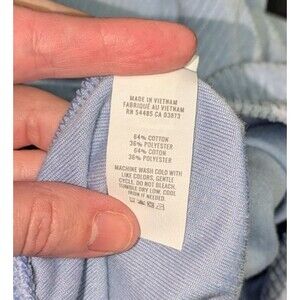 MADE IN VIETNAM
FABRIQUÉ AU VIETNAM
RN 54485 CA 03873
64% COTTON
36% POLYESTER
64% COTON
36% POLYESTER
MACHINE WASH COLD WITH
LIKE COLORS, GENTLE
CYCLE. DO NOT BLEACH.
TUMBLE DRY LOW. COOL
IRON IF NEEDED.